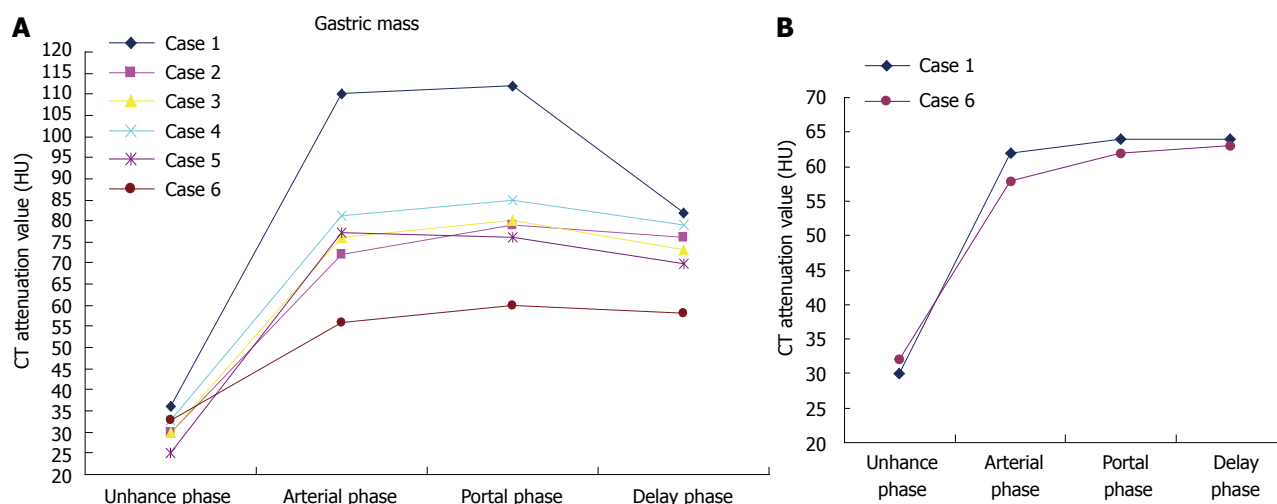 A
Gastric mass
Case 1
Case 2
Case 3
Case 4
Case 5
Case 6
CT attenuation value (HU)
120
115
110
105
100
95
90
85
80
75
70
65
60
55
50
45
40
35
30
25
20
Unhance phase
Arterial phase
Portal phase
Delay phase
B
Case 1
Case 6
CT attenuation value (HU)
70
65
60
55
50
45
40
35
30
25
20
Unhance
phase
Arterial
phase
Portal
phase
Delay
phase